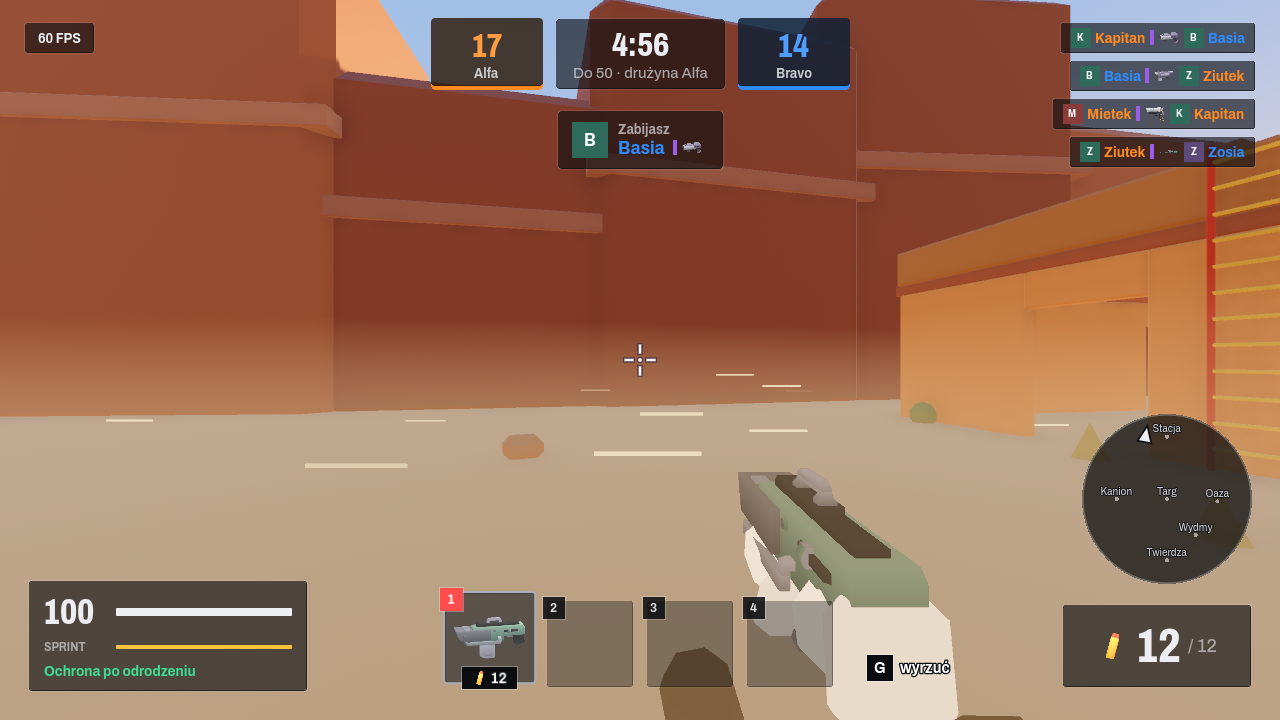 60 FPS
17
Alfa
4:56
Do 50 · drużyna Alfa
14
Bravo
K Kapitan B Basia
B Basia Z Ziutek
M Mietek K Kapitan
Z Ziutek Z Zosia
B
Zabijasz
Basia
Stacja
Kanion
Targ
Oaza
Wydmy
Twierdza
100
SPRINT
Ochrona po odrodzeniu
1
12
2
3
4
G wyrzuć
12 / 12